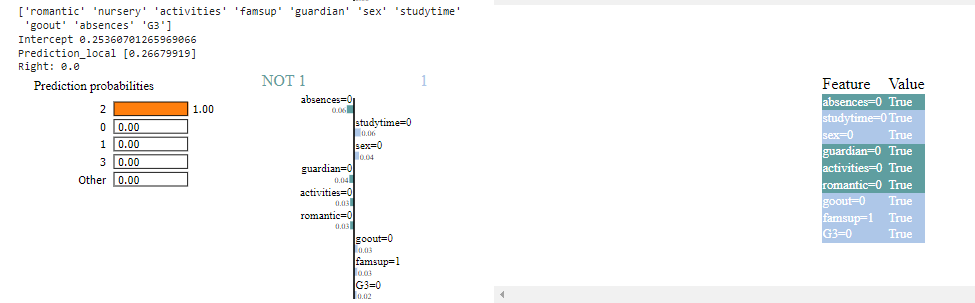 ['romantic' 'nursery' 'activities' 'famsup' 'guardian' 'sex' 'studytime'
'goout' 'absences' 'G3']
Intercept 0.25360701265969066
Prediction_local [0.26679919]
Right: 0.0
Prediction probabilities
2 1.00
0 0.00
1 0.00
3 0.00
Other 0.00
NOT 1 1
absences=0
0.06
studytime=0
0.06
sex=0
0.04
guardian=0
0.04
activities=0
0.03
romantic=0
0.03
goout=0
0.03
famsup=1
0.03
G3=0
0.02
Feature Value
absences=0 True
studytime=0 True
sex=0 True
guardian=0 True
activities=0 True
romantic=0 True
goout=0 True
famsup=1 True
G3=0 True